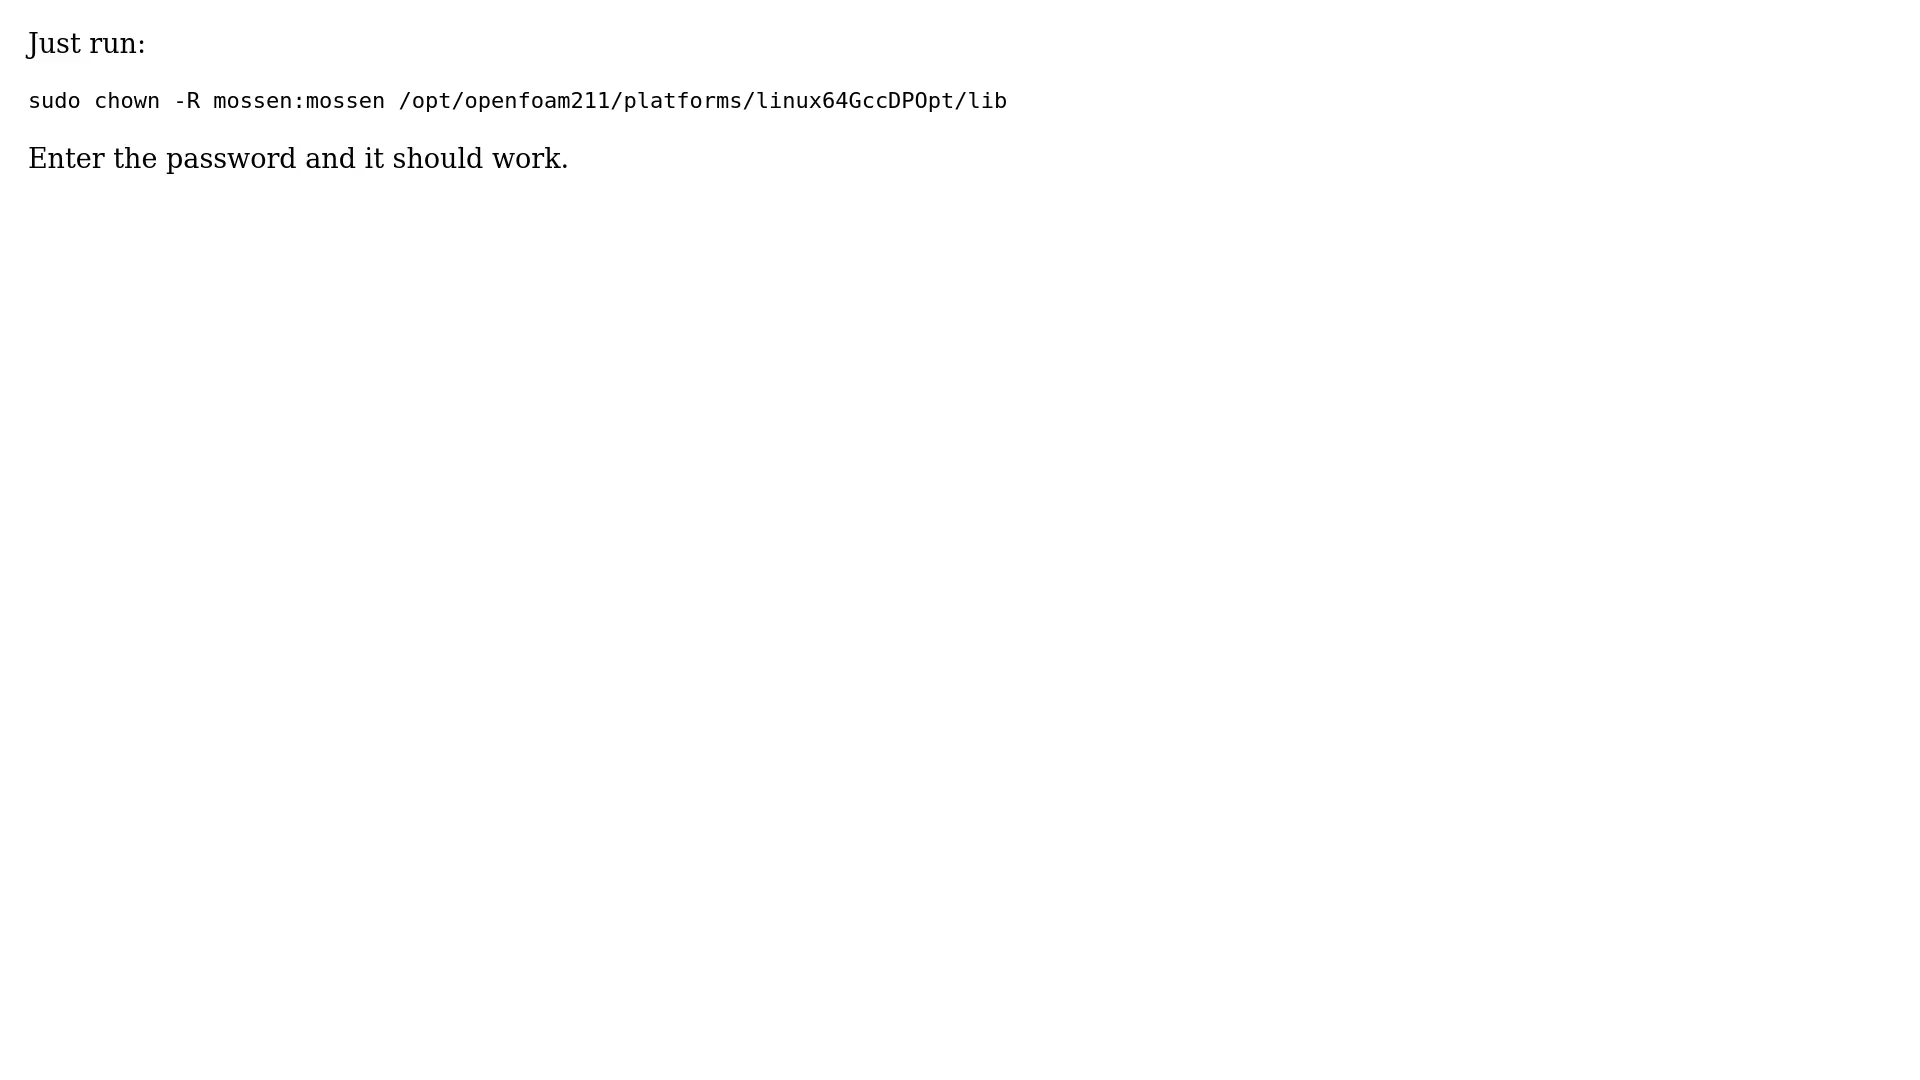 Just run:
sudo chown -R mossen:mossen /opt/openfoam211/platforms/linux64GccDPOpt/lib
Enter the password and it should work.